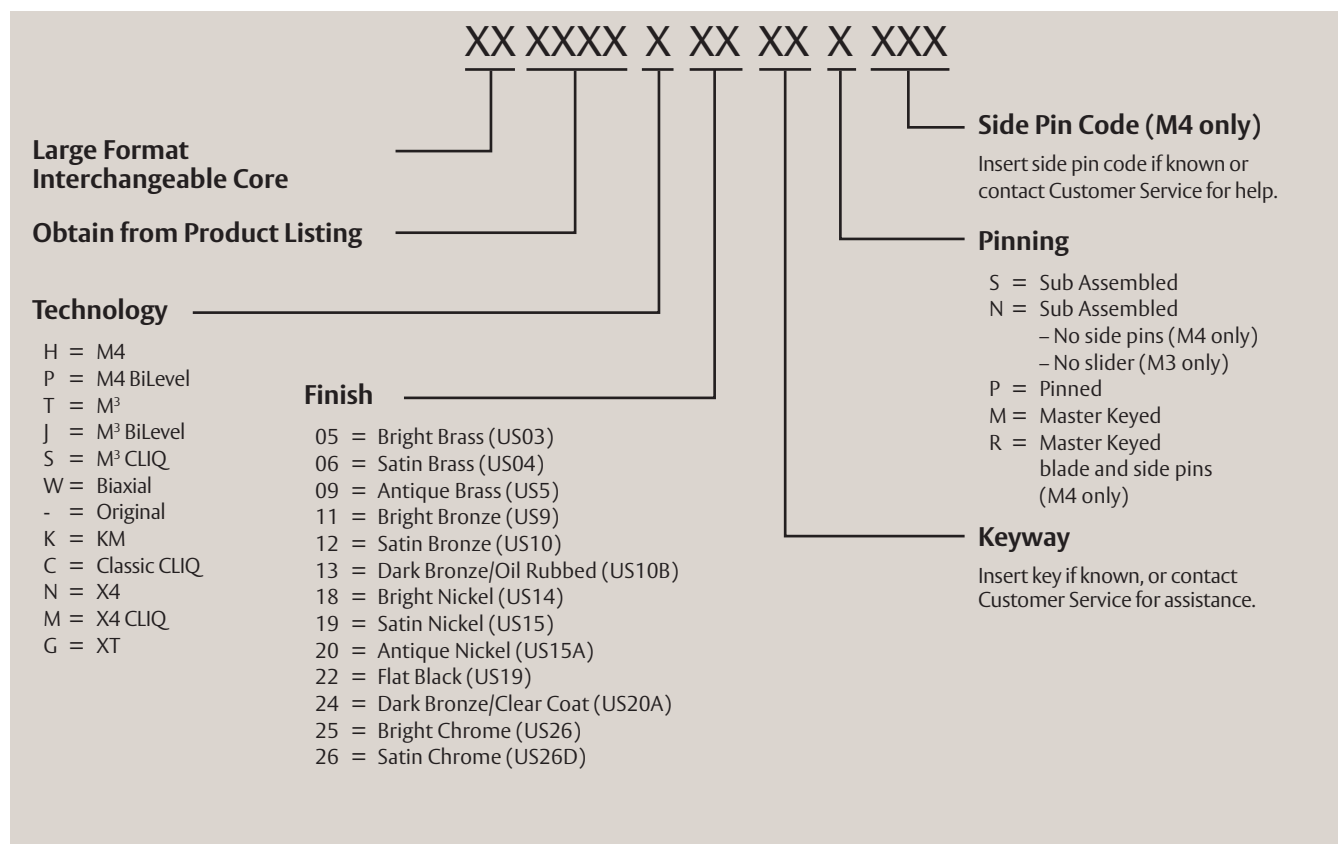 XX XXXX X XX XX X XXX
Large Format
Interchangeable Core
Obtain from Product Listing
Technology
H = M4
P = M4 BiLevel
T = M³
J = M³ BiLevel
S = M³ CLIQ
W = Biaxial
- = Original
K = KM
C = Classic CLIQ
N = X4
M = X4 CLIQ
G = XT
Finish
05 = Bright Brass (US03)
06 = Satin Brass (US04)
09 = Antique Brass (US5)
11 = Bright Bronze (US9)
12 = Satin Bronze (US10)
13 = Dark Bronze/Oil Rubbed (US10B)
18 = Bright Nickel (US14)
19 = Satin Nickel (US15)
20 = Antique Nickel (US15A)
22 = Flat Black (US19)
24 = Dark Bronze/Clear Coat (US20A)
25 = Bright Chrome (US26)
26 = Satin Chrome (US26D)
Side Pin Code (M4 only)
Insert side pin code if known or
contact Customer Service for help.
Pinning
S = Sub Assembled
N = Sub Assembled
– No side pins (M4 only)
– No slider (M3 only)
P = Pinned
M = Master Keyed
R = Master Keyed
blade and side pins
(M4 only)
Keyway
Insert key if known, or contact
Customer Service for assistance.